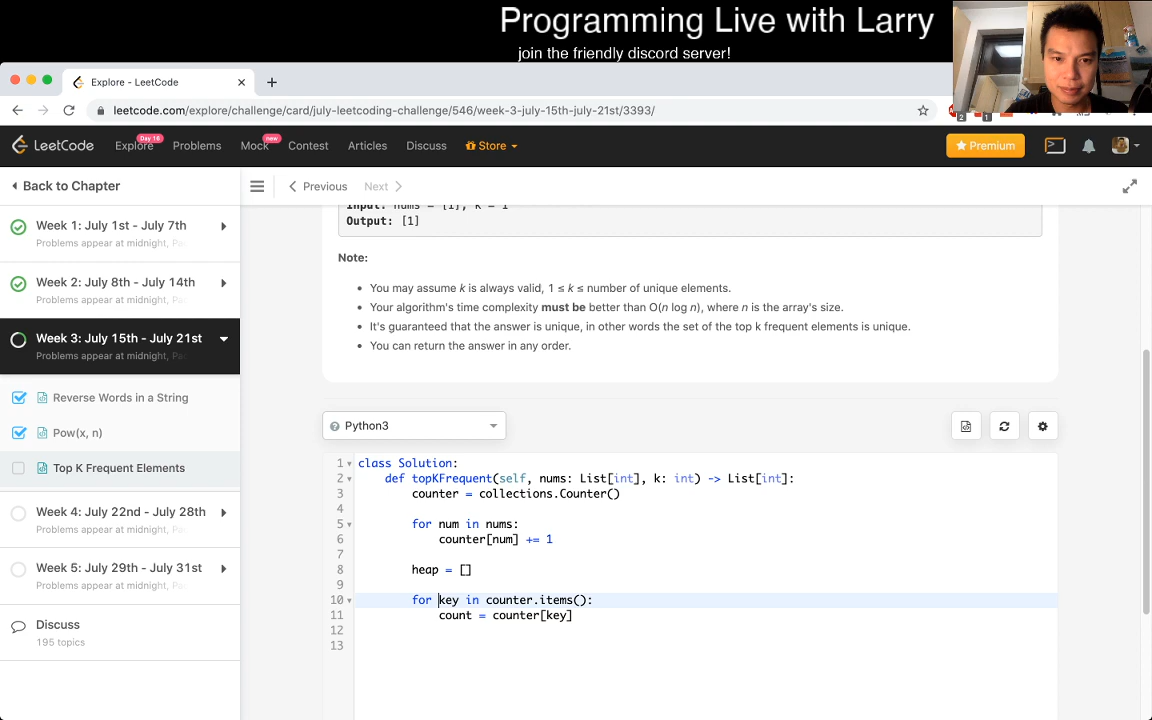 Programming Live with Larry
join the friendly discord server!
Explore - LeetCode
leetcode.com/explore/challenge/card/july-leetcoding-challenge/546/week-3-july-15th-july-21st/3393/
2 1
LeetCode Explore Day 16 Problems Mock new Contest Articles Discuss Store Premium
Back to Chapter
Previous Next
Week 1: July 1st - July 7th
Problems appear at midnight,
Week 2: July 8th - July 14th
Problems appear at midnight,
Week 3: July 15th - July 21st
Problems appear at midnight,
Reverse Words in a String
Pow(x, n)
Top K Frequent Elements
Week 4: July 22nd - July 28th
Problems appear at midnight,
Week 5: July 29th - July 31st
Problems appear at midnight,
Discuss
195 topics
Input: nums = [1], k = 1
Output: [1]
Note:
You may assume k is always valid, 1 ≤ k ≤ number of unique elements.
Your algorithm's time complexity must be better than O(n log n), where n is the array's size.
It's guaranteed that the answer is unique, in other words the set of the top k frequent elements is unique.
You can return the answer in any order.
Python3
1 class Solution:
2 def topKFrequent(self, nums: List[int], k: int) -> List[int]:
3 counter = collections.Counter()
4
5 for num in nums:
6 counter[num] += 1
7
8 heap = []
9
10 for key in counter.items():
11 count = counter[key]
12
13